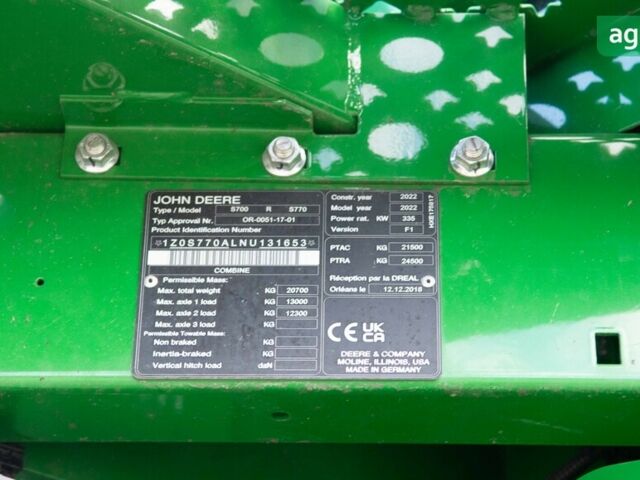 ag
JOHN DEERE
Type / Model S700 R S770
Typ Approval Nr. OR-0051-17-01
Product Identification Number
*1Z0S770ALNU131653*
COMBINE
Permissible Mass:
Max. total weight KG 20700
Max. axle 1 load KG 13000
Max. axle 2 load KG 12300
Max. axle 3 load KG
Permissible Towable Mass:
Non braked KG
Inertia-braked KG
Vertical hitch load daN
Constr. year 2022
Model year 2022
Power rat. KW 335
Version F1
PTAC KG 21500
PTRA KG 24500
Réception par la DREAL
Orléans le 12.12.2018
CE UK
CA
DEERE & COMPANY
MOLINE, ILLINOIS, USA
MADE IN GERMANY